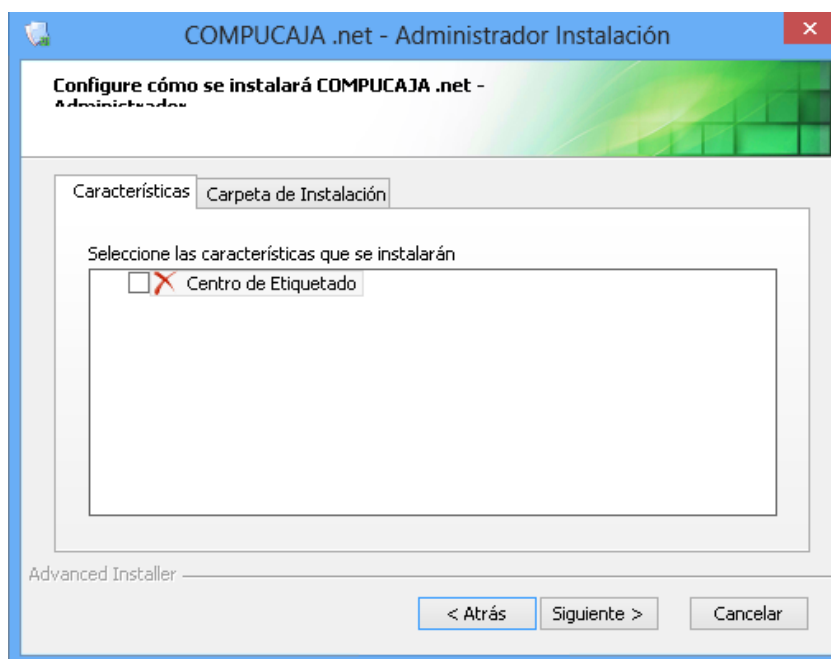 COMPUCAJA .net - Administrador Instalación
Configure cómo se instalará COMPUCAJA .net -
Administrador
Características
Carpeta de Instalación
Seleccione las características que se instalarán
Centro de Etiquetado
Advanced Installer
< Atrás
Siguiente >
Cancelar